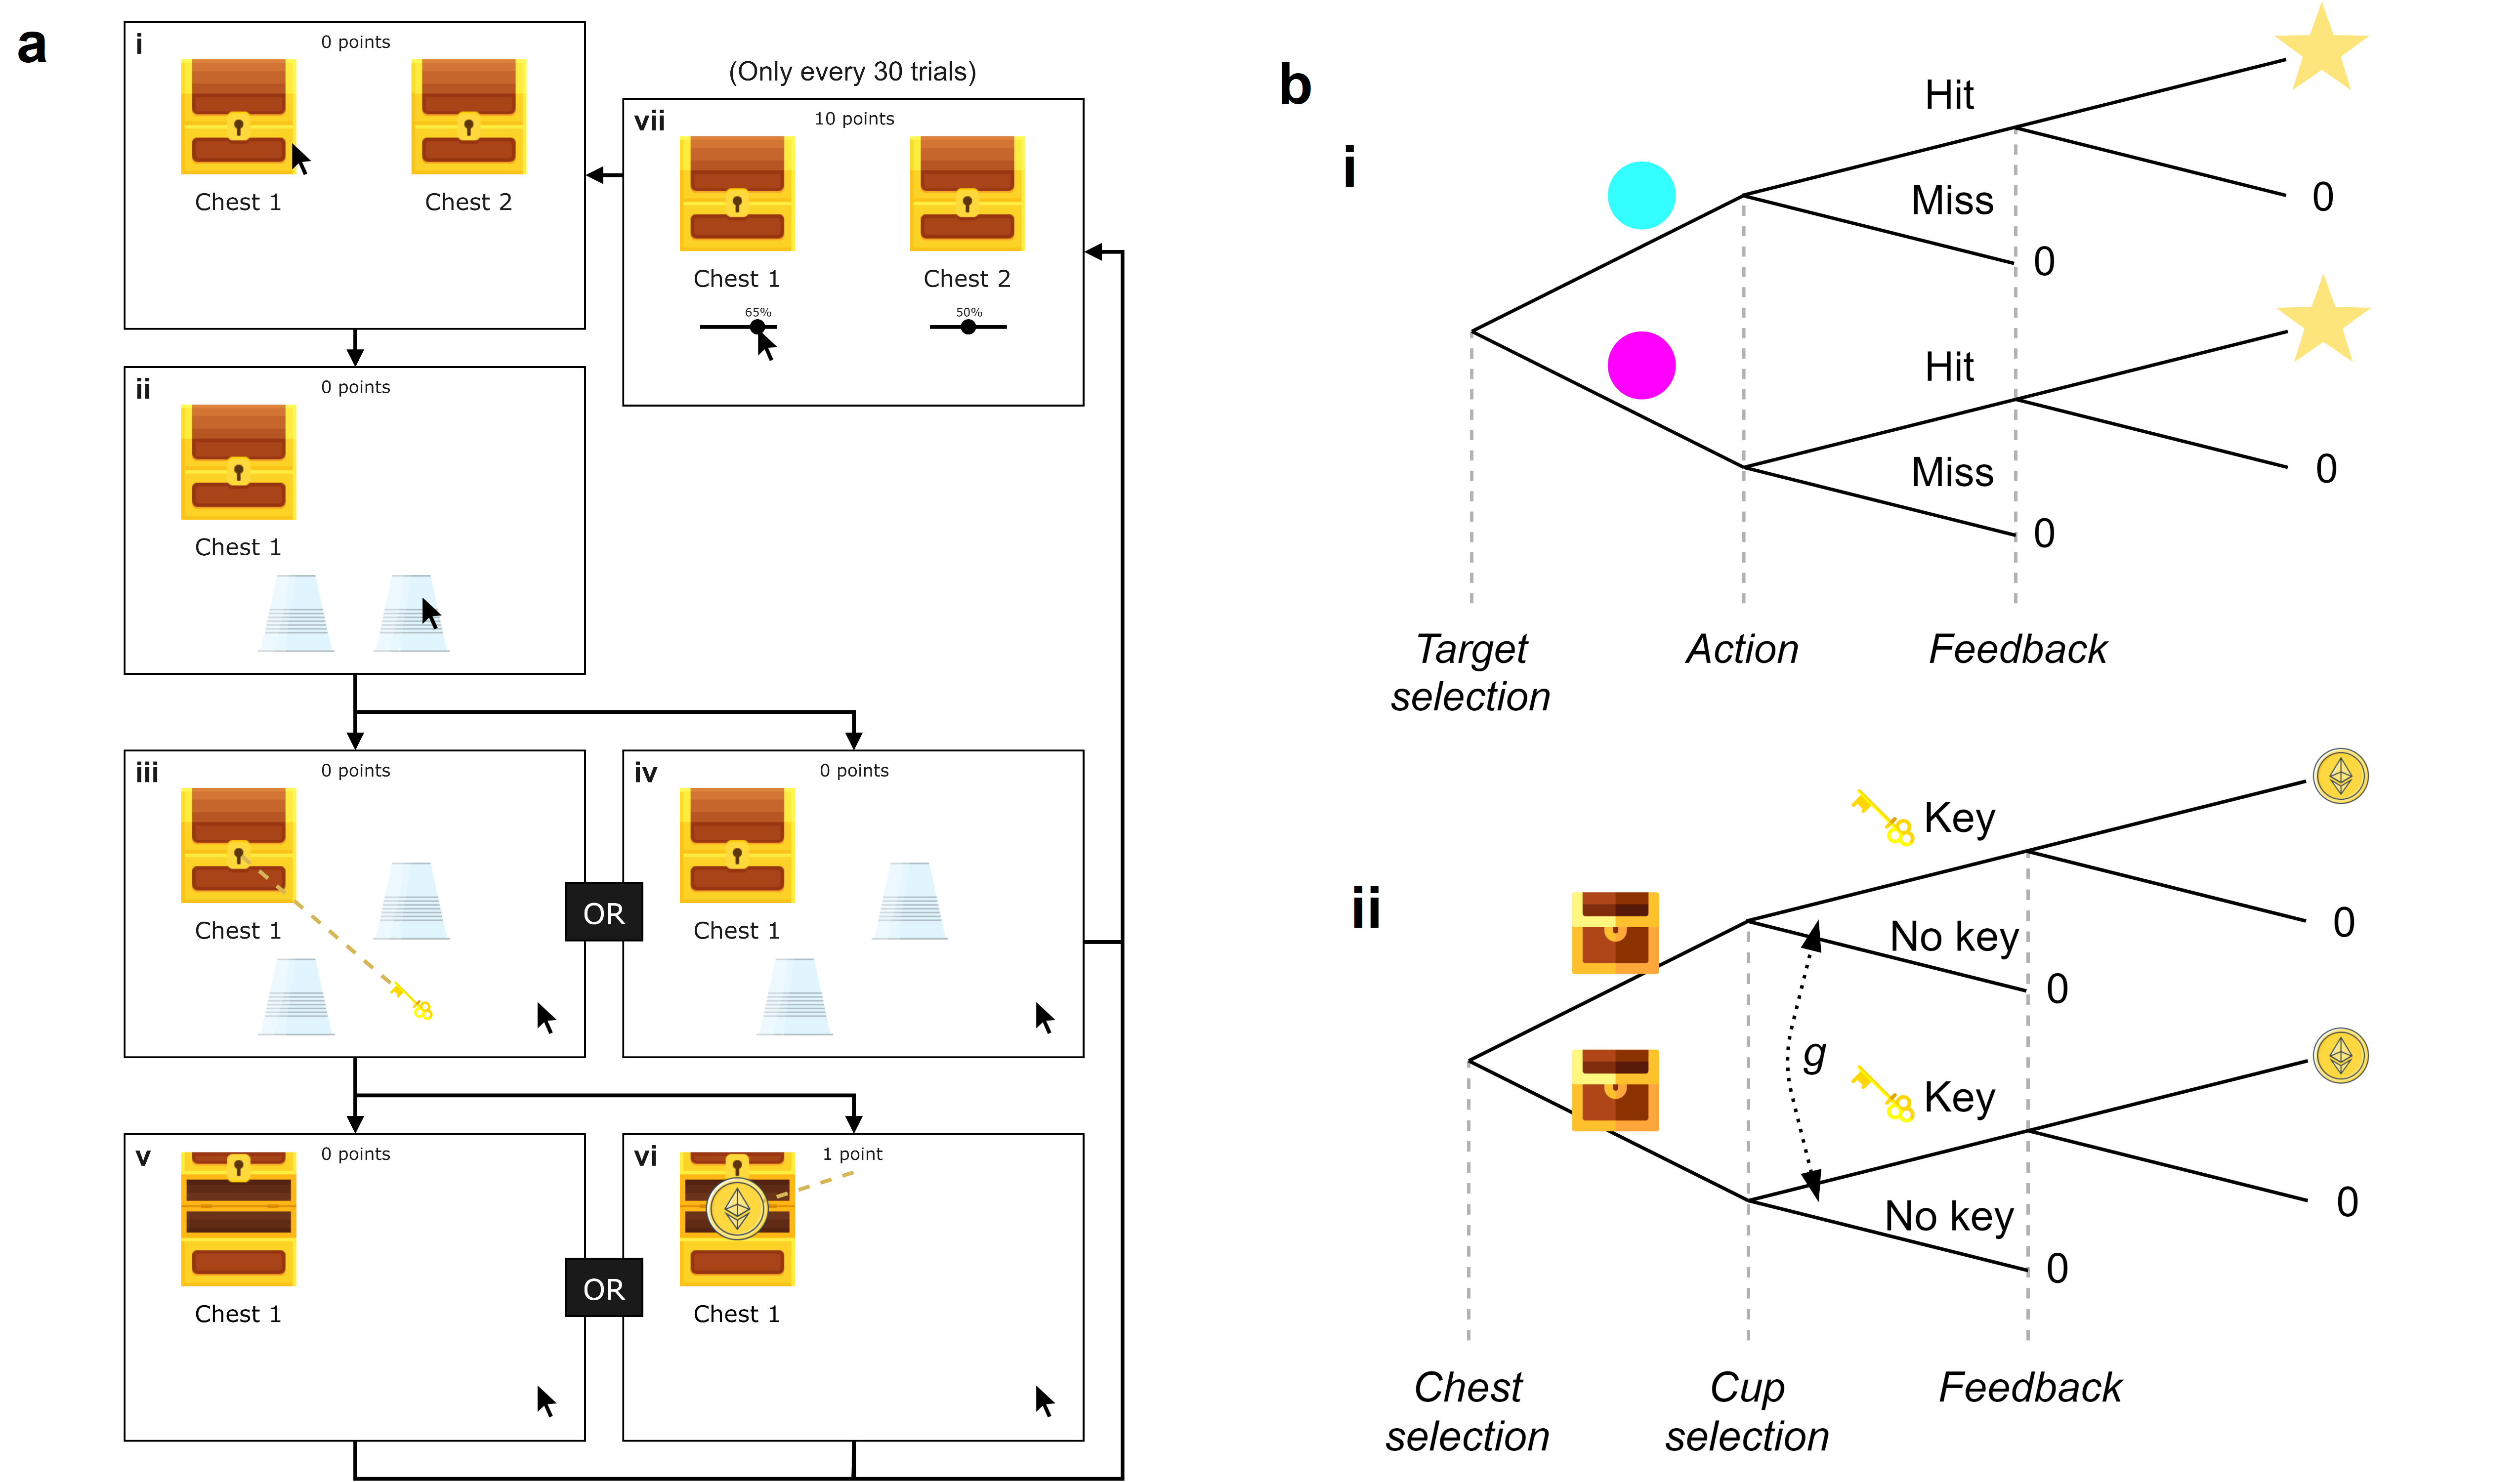 a
i
0 points
Chest 1
Chest 2
(Only every 30 trials)
vii
10 points
Chest 1
Chest 2
65%
50%
ii
0 points
Chest 1
iii
0 points
Chest 1
OR
iv
0 points
Chest 1
v
0 points
Chest 1
OR
vi
1 point
Chest 1
b
i
Hit
0
Miss
0
Hit
0
Miss
0
Target
selection
Action
Feedback
ii
Key
0
No key
0
g
Key
0
No key
0
Chest
selection
Cup
selection
Feedback